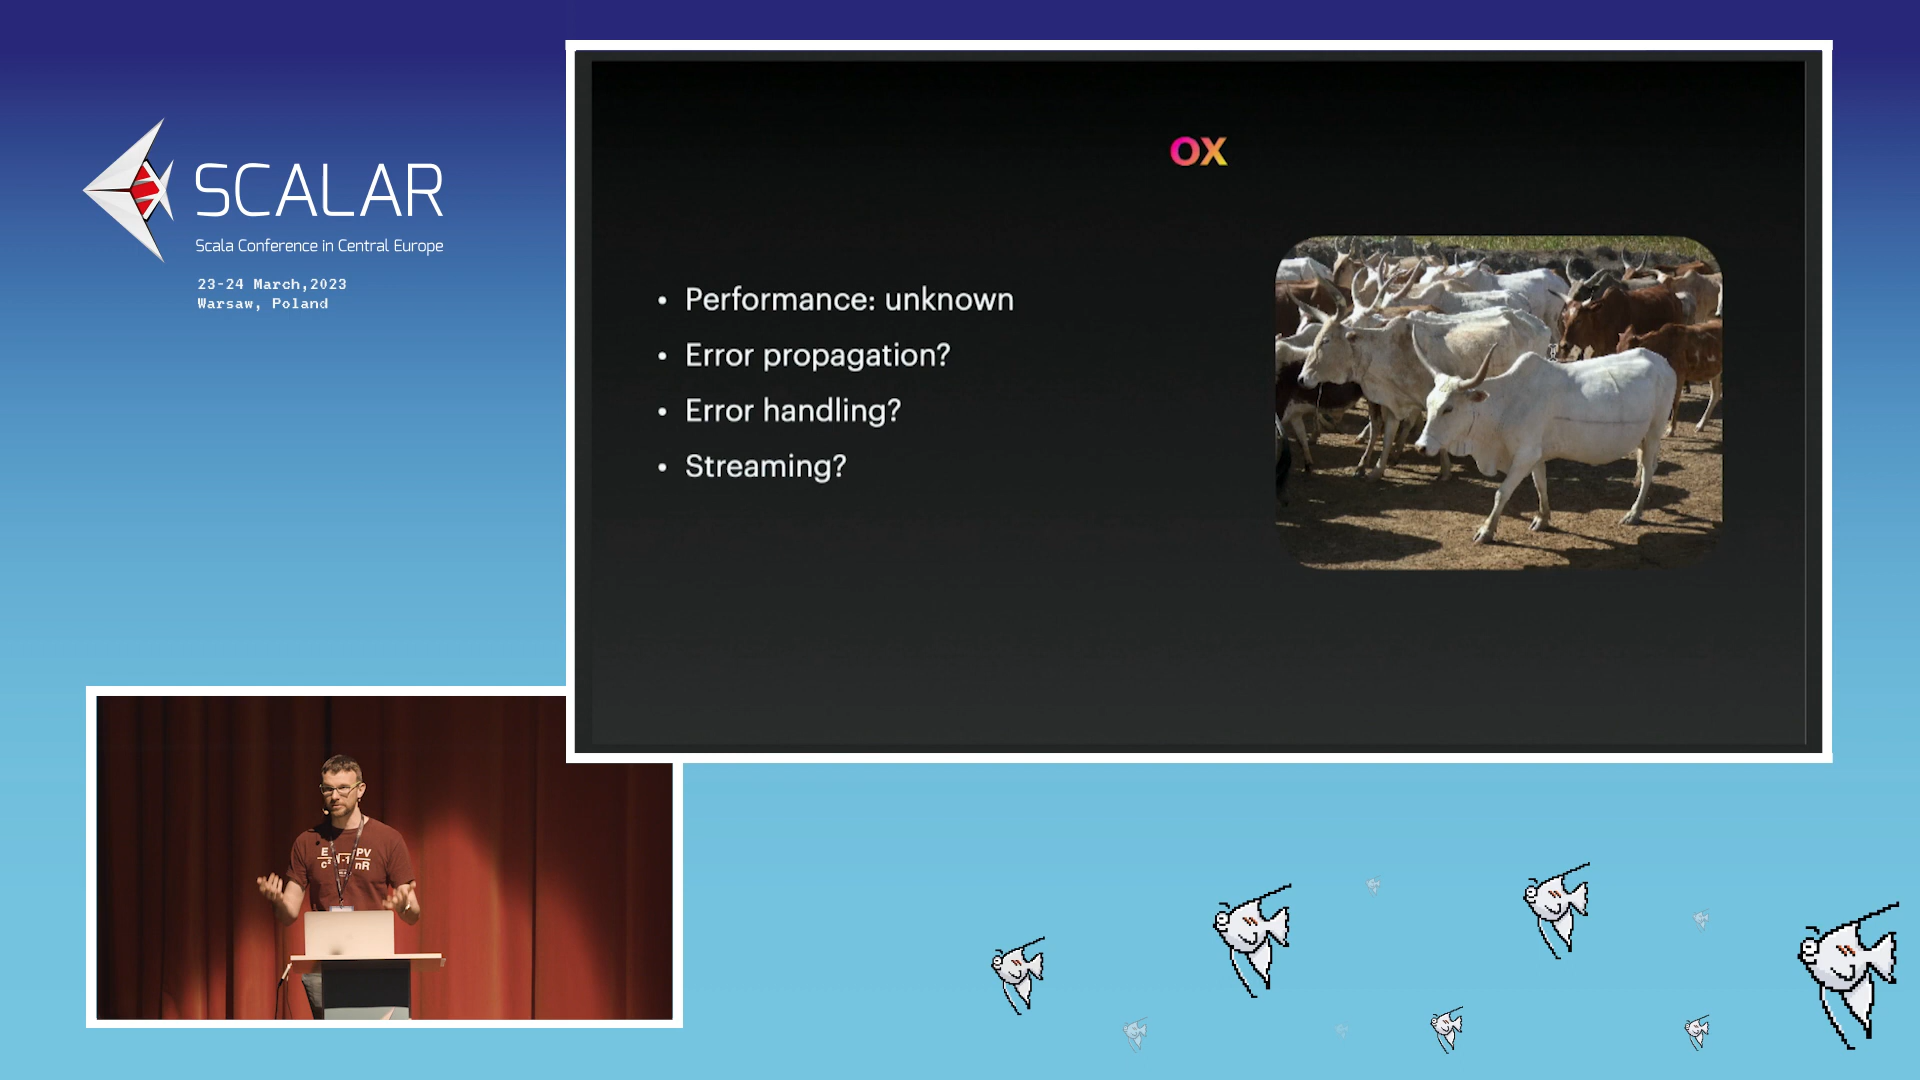 SCALAR
Scala Conference in Central Europe
23-24 March,2023
Warsaw, Poland
OX
• Performance: unknown
• Error propagation?
• Error handling?
• Streaming?